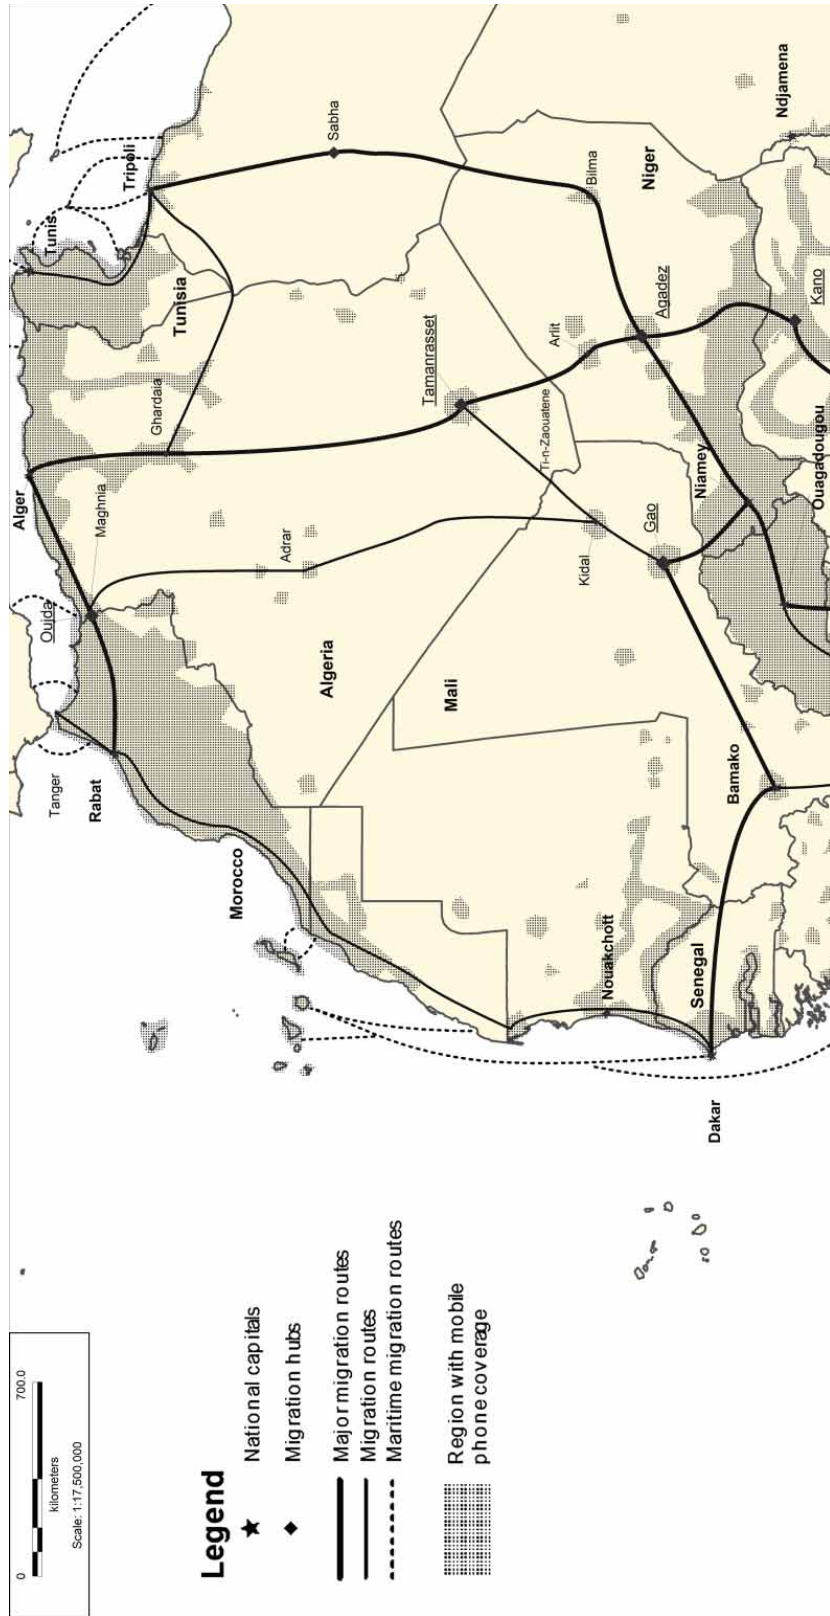 0
700.0
kilometers
Scale: 1:17,500,000
Legend
National capitals
Migration hubs
Major migration routes
Migration routes
Maritime migration routes
Region with mobile
phone coverage
Tanger
Rabat
Oujda
Maghnia
Alger
Ghardaia
Tunis
Tunisia
Tripoli
Sabha
Morocco
Adrar
Algeria
Tamanrasset
Ti-n-Zaouatene
Mali
Kidal
Arlit
Bilma
Niger
Agadez
Gao
Nouakchott
Senegal
Dakar
Bamako
Niamey
Ouagadougou
Kano
Ndjamena